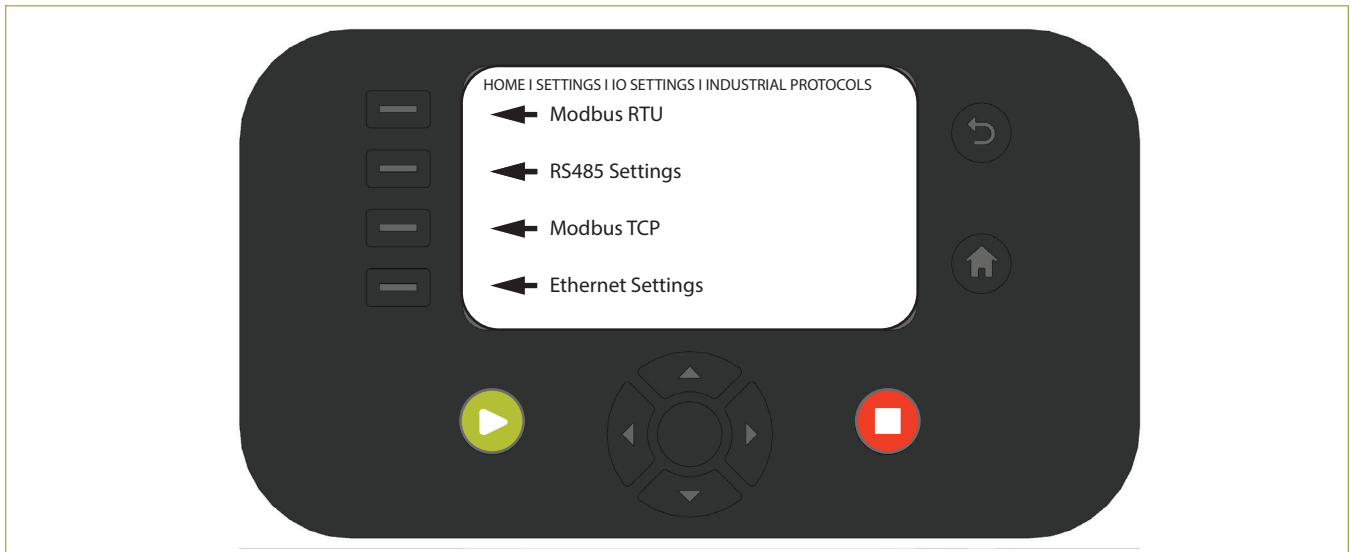 HOME I SETTINGS I IO SETTINGS I INDUSTRIAL PROTOCOLS
Modbus RTU
RS485 Settings
Modbus TCP
Ethernet Settings